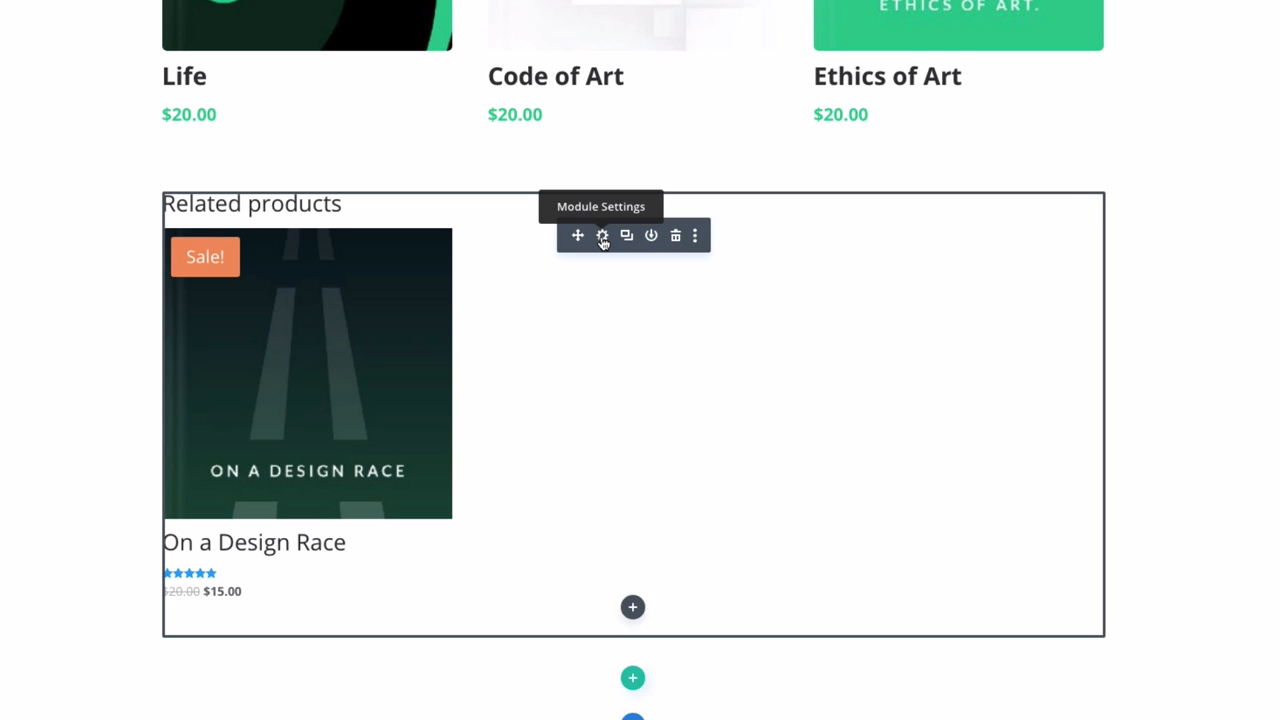 ETHICS OF ART.
Life
Code of Art
Ethics of Art
$20.00
$20.00
$20.00
Related products
Module Settings
Sale!
ON A DESIGN RACE
On a Design Race
$20.00 $15.00